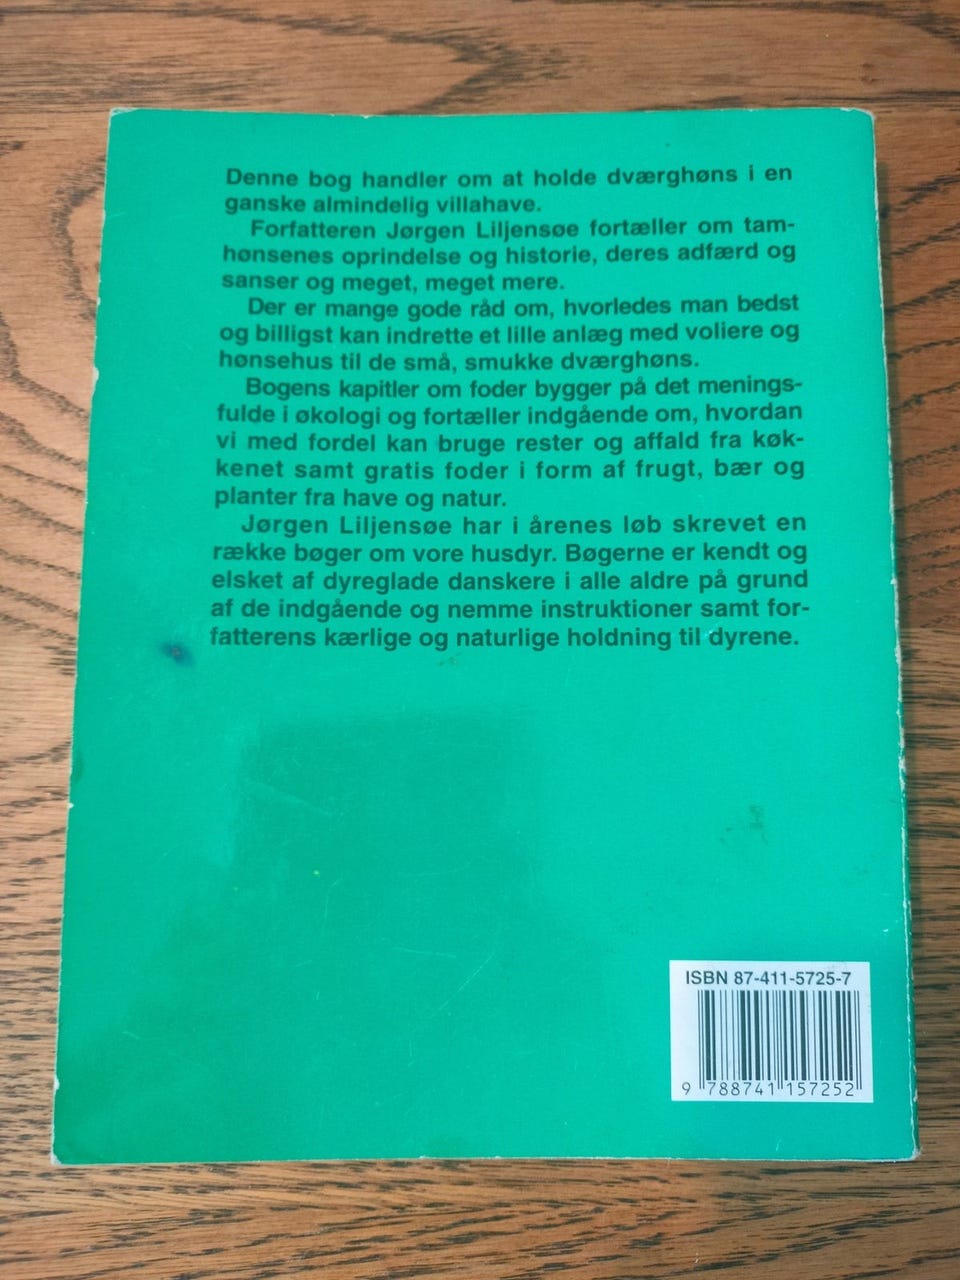 Denne bog handler om at holde dværghøns i en
ganske almindelig villahave.
Forfatteren Jørgen Liljensøe fortæller om tam-
hønsenes oprindelse og historie, deres adfærd og
sanser og meget, meget mere.
Der er mange gode råd om, hvorledes man bedst
og billigst kan indrette et lille anlæg med voliere og
hønsehus til de små, smukke dværghøns.
Bogens kapitler om foder bygger på det menings-
fulde i økologi og fortæller indgående om, hvordan
vi med fordel kan bruge rester og affald fra køk-
kenet samt gratis foder i form af frugt, bær og
planter fra have og natur.
Jørgen Liljensøe har i årenes løb skrevet en
række bøger om vore husdyr. Bøgerne er kendt og
elsket af dyreglade danskere i alle aldre på grund
af de indgående og nemme instruktioner samt for-
fatterens kærlige og naturlige holdning til dyrene.
ISBN 87-411-5725-7
9 788741 157252